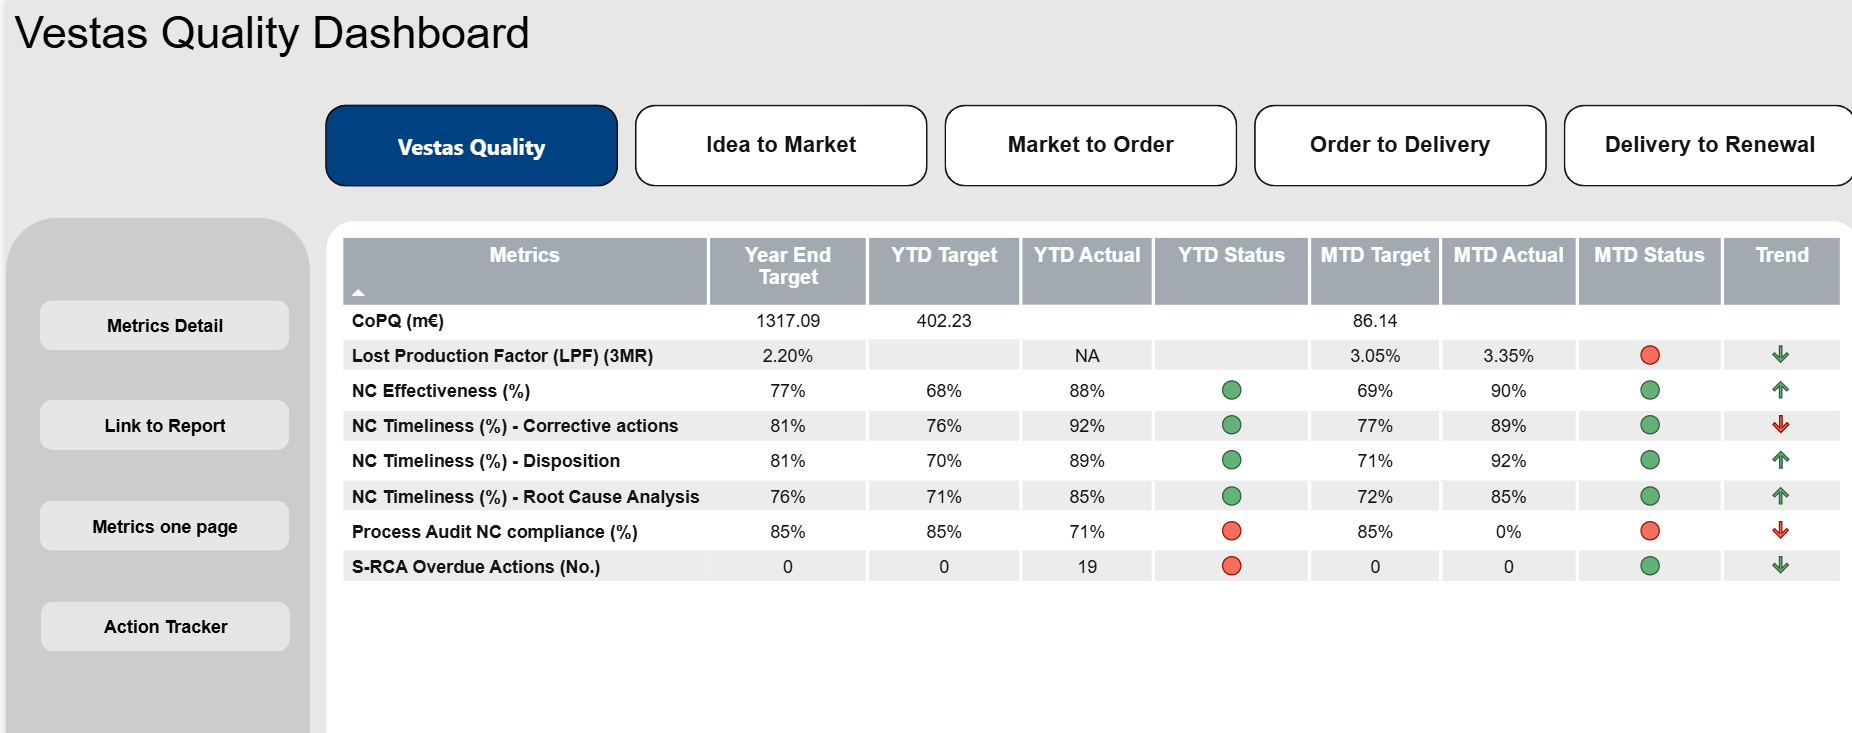 Vestas Quality Dashboard
Vestas Quality
Idea to Market
Market to Order
Order to Delivery
Delivery to Renewal
Metrics Detail
Link to Report
Metrics one page
Action Tracker
Metrics Year End Target YTD Target YTD Actual YTD Status MTD Target MTD Actual MTD Status Trend
CoPQ (m€) 1317.09 402.23 86.14
Lost Production Factor (LPF) (3MR) 2.20% NA 3.05% 3.35%
NC Effectiveness (%) 77% 68% 88% 69% 90%
NC Timeliness (%) - Corrective actions 81% 76% 92% 77% 89%
NC Timeliness (%) - Disposition 81% 70% 89% 71% 92%
NC Timeliness (%) - Root Cause Analysis 76% 71% 85% 72% 85%
Process Audit NC compliance (%) 85% 85% 71% 85% 0%
S-RCA Overdue Actions (No.) 0 0 19 0 0